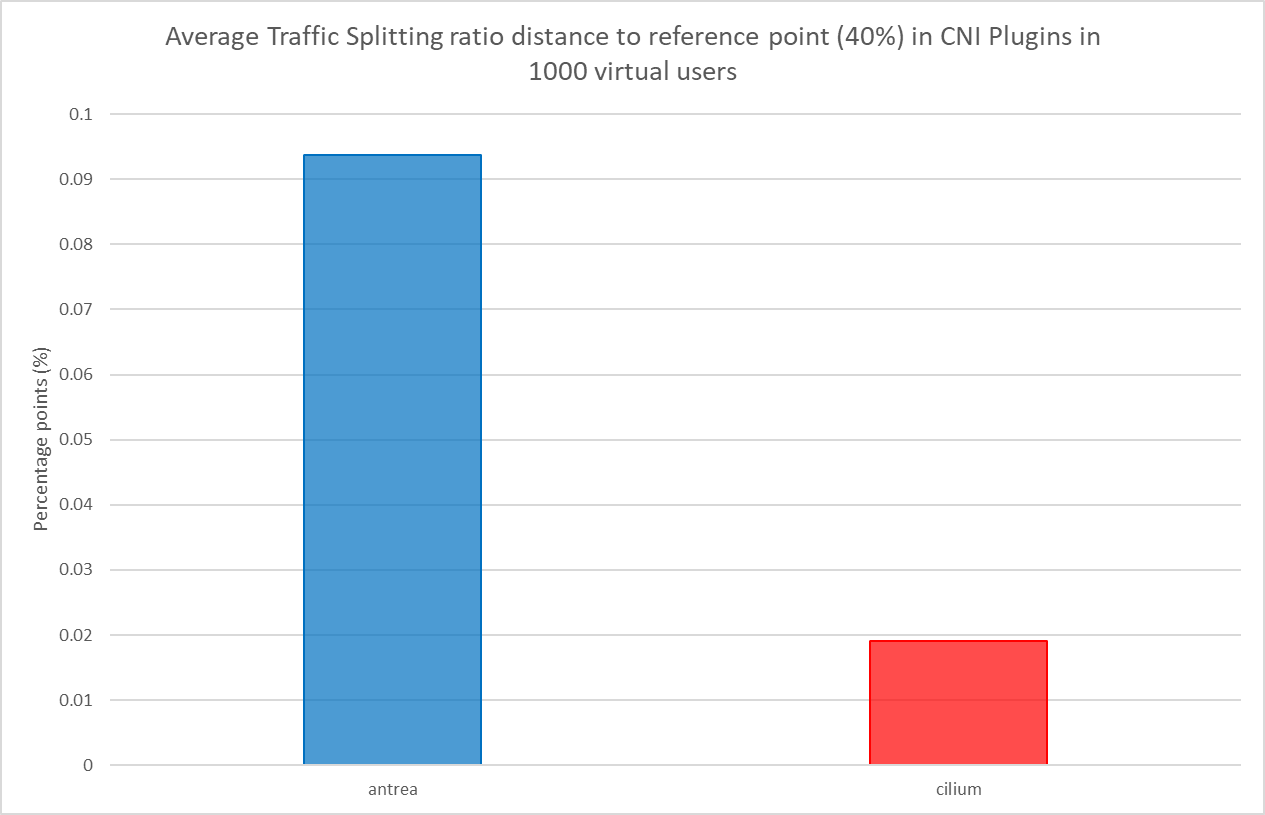 Average Traffic Splitting ratio distance to reference point (40%) in CNI Plugins in
1000 virtual users
Percentage points (%)
0.1
0.09
0.08
0.07
0.06
0.05
0.04
0.03
0.02
0.01
0
antrea
cilium